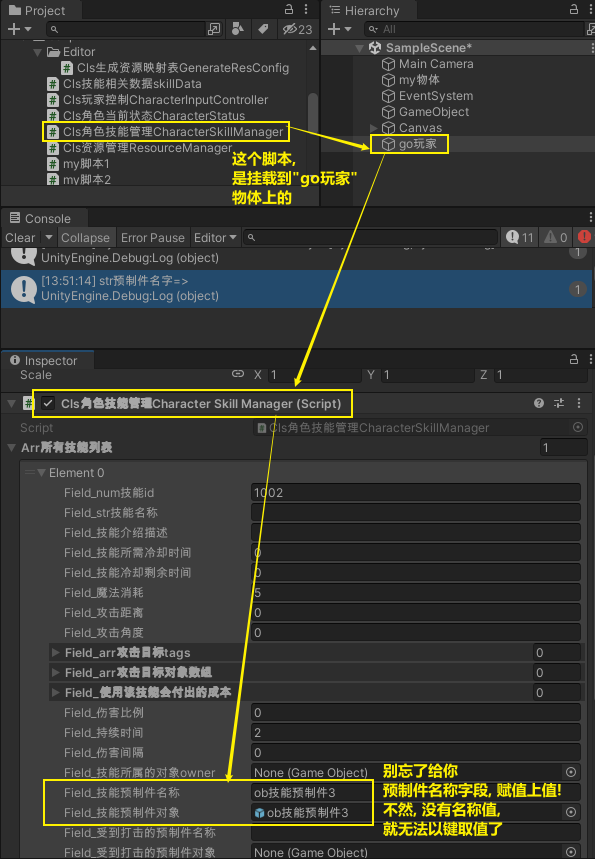 Project
Hierarchy
23
All
Editor
Cls生成资源映射表GenerateResConfig
Cls技能相关数据skillData
Cls玩家控制CharacterInputController
Cls角色当前状态CharacterStatus
Cls角色技能管理CharacterSkillManager
Cls资源管理ResourceManager
my脚本1
my脚本2
SampleScene*
Main Camera
my物体
EventSystem
GameObject
Canvas
go玩家
这个脚本,
是挂载到"go玩家"
物体上的
Console
Clear
Collapse
Error Pause
Editor
11
0
UnityEngine.Debug:Log (object)
1
[13:51:14] str预制件名字=>
UnityEngine.Debug:Log (object)
1
Inspector
Scale
X 1
Y 1
Z 1
Cls角色技能管理Character Skill Manager (Script)
Script
Cls角色技能管理CharacterSkillManager
Arr所有技能列表
1
Element 0
Field_num技能id
1002
Field_str技能名称
Field_技能介绍描述
Field_技能所需冷却时间
0
Field_技能冷却剩余时间
0
Field_魔法消耗
5
Field_攻击距离
0
Field_攻击角度
0
Field_arr攻击目标tags
0
Field_arr攻击目标对象数组
0
Field_使用该技能会付出的成本
0
Field_伤害比例
0
Field_持续时间
2
Field_伤害间隔
0
Field_技能所属的对象owner
None (Game Object)
Field_技能预制件名称
ob技能预制件3
Field_技能预制件对象
ob技能预制件3
Field_受到打击的预制件名称
Field_受到打击的预制件对象
None (Game Object)
别忘了给你
预制件名称字段, 赋值上值!
不然, 没有名称值,
就无法以键取值了